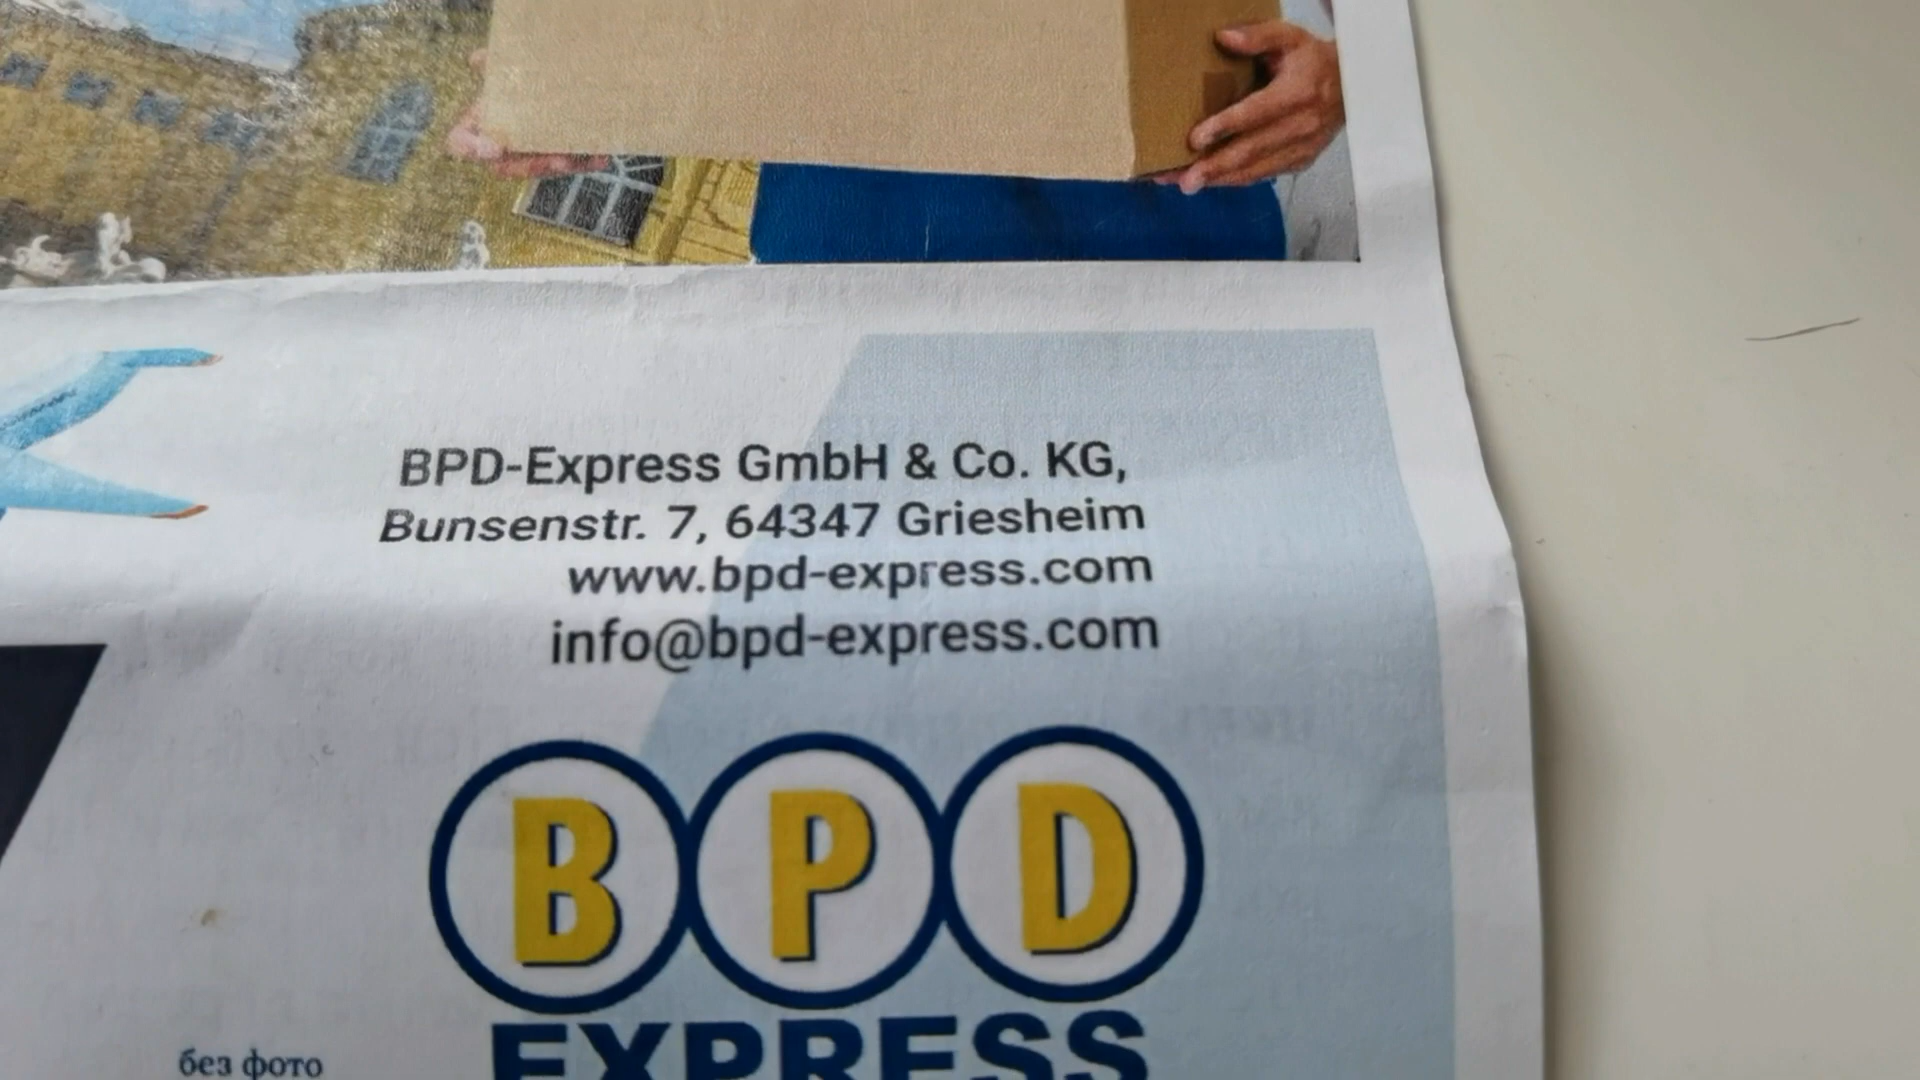 BPD-Express GmbH & Co. KG,
Bunsenstr. 7, 64347 Griesheim
www.bpd-express.com
info@bpd-express.com
BPD
EXPRESS
без фото